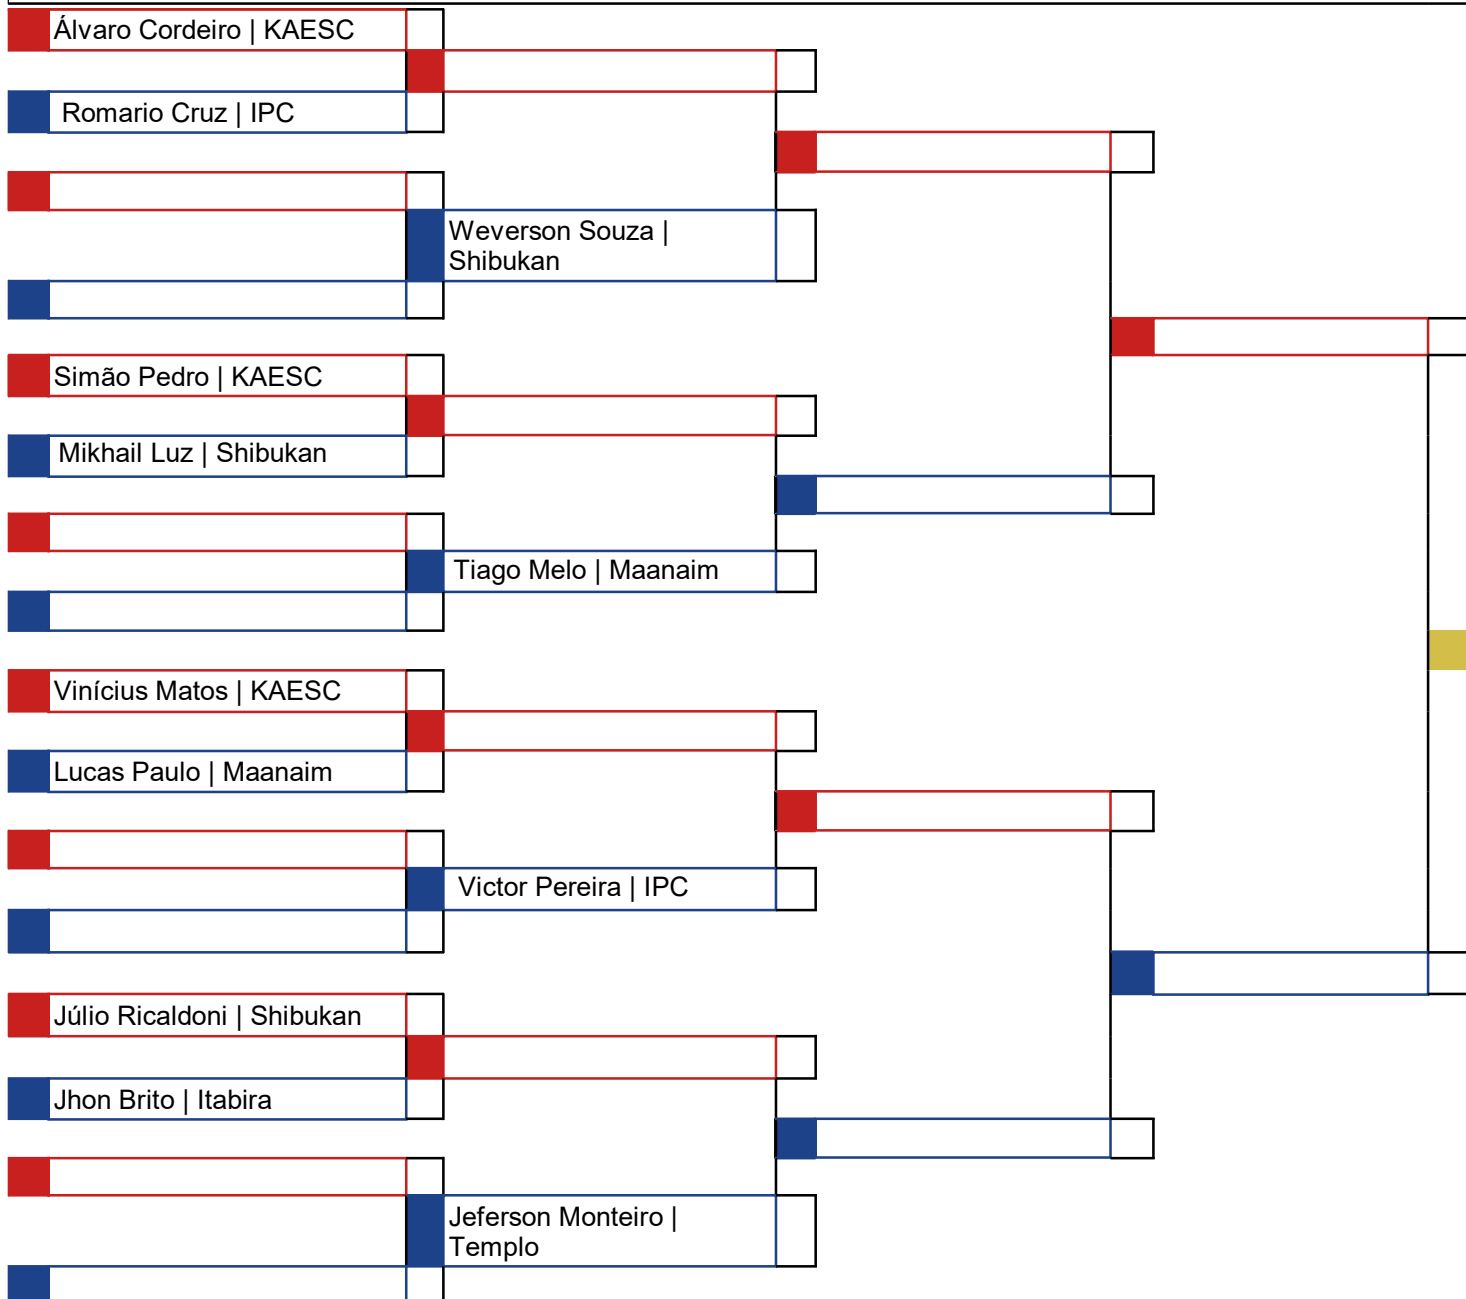 Álvaro Cordeiro | KAESC
Romario Cruz | IPC
Weverson Souza |
Shibukan
Simão Pedro | KAESC
Mikhail Luz | Shibukan
Tiago Melo | Maanaim
Vinícius Matos | KAESC
Lucas Paulo | Maanaim
Victor Pereira | IPC
Júlio Ricaldoni | Shibukan
Jhon Brito | Itabira
Jeferson Monteiro |
Templo